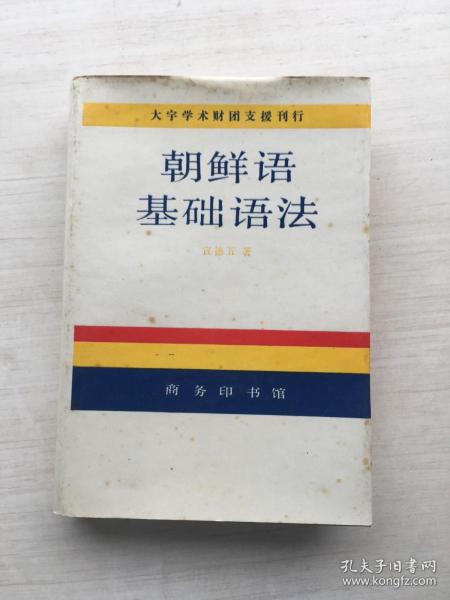 大宇学术财团支援刊行
朝鲜语
基础语法
宣德五 著
商务印书馆
孔夫子旧书网
www.kongfz.com